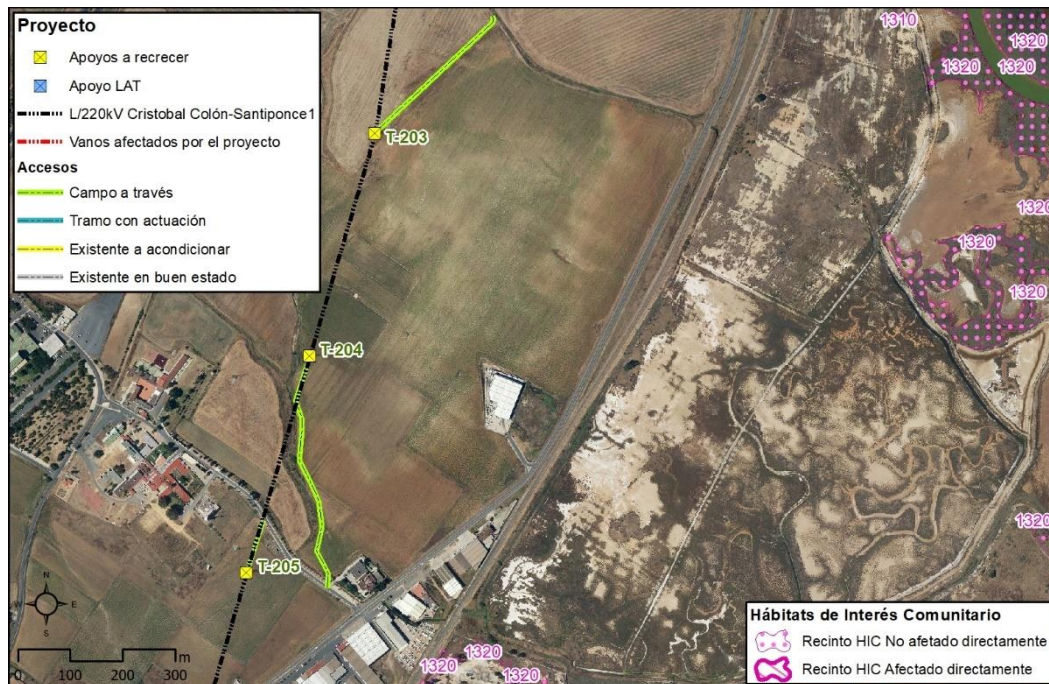 Proyecto
Apoyos a recrecer
Apoyo LAT
L/220kV Cristobal Colón-Santiponce1
Vanos afectados por el proyecto
Accesos
Campo a través
Tramo con actuación
Existente a acondicionar
Existente en buen estado
1310
1320
1320
1320
T-203
1320
1320
1320
T-204
1320
T-205
1320
1320
1320
N
W
E
S
0 100 200 300
m
Hábitats de Interés Comunitario
Recinto HIC No afetado directamente
Recinto HIC Afectado directamente